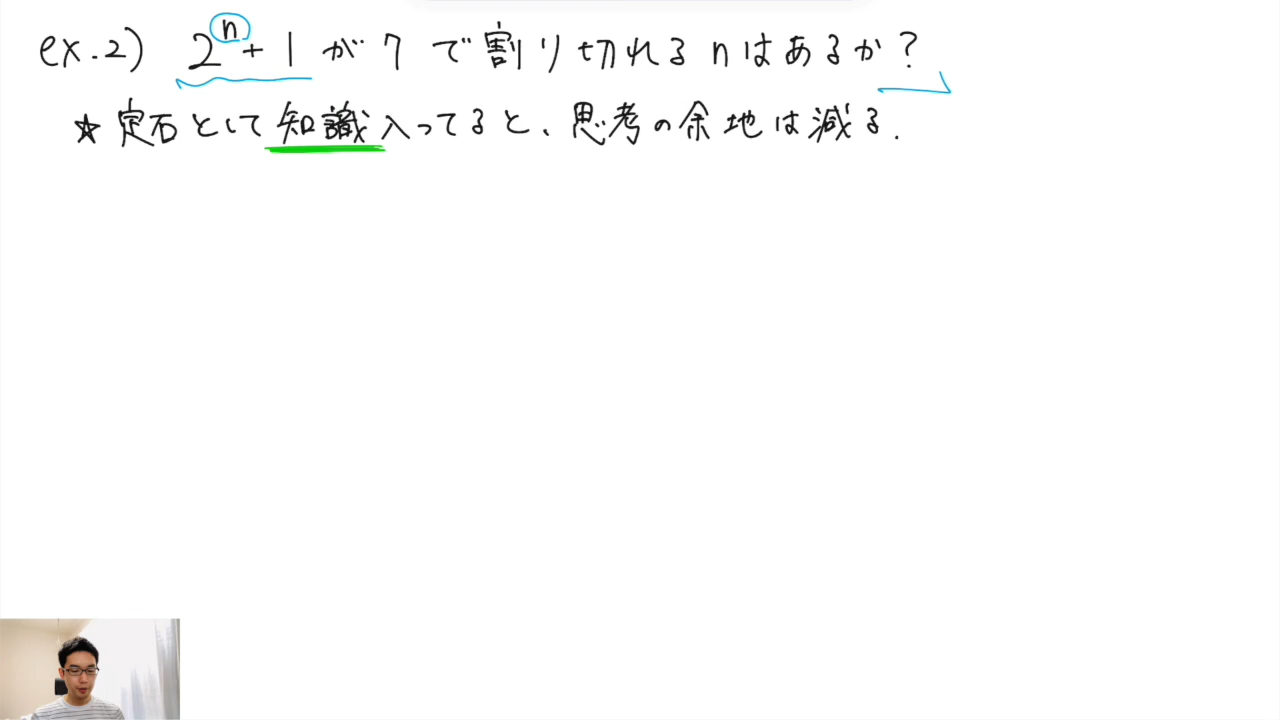 ex.2) 2^n + 1 が 7 で割り切れる n はあるか?
☆ 定石として知識入ってると、思考の余地は減る.